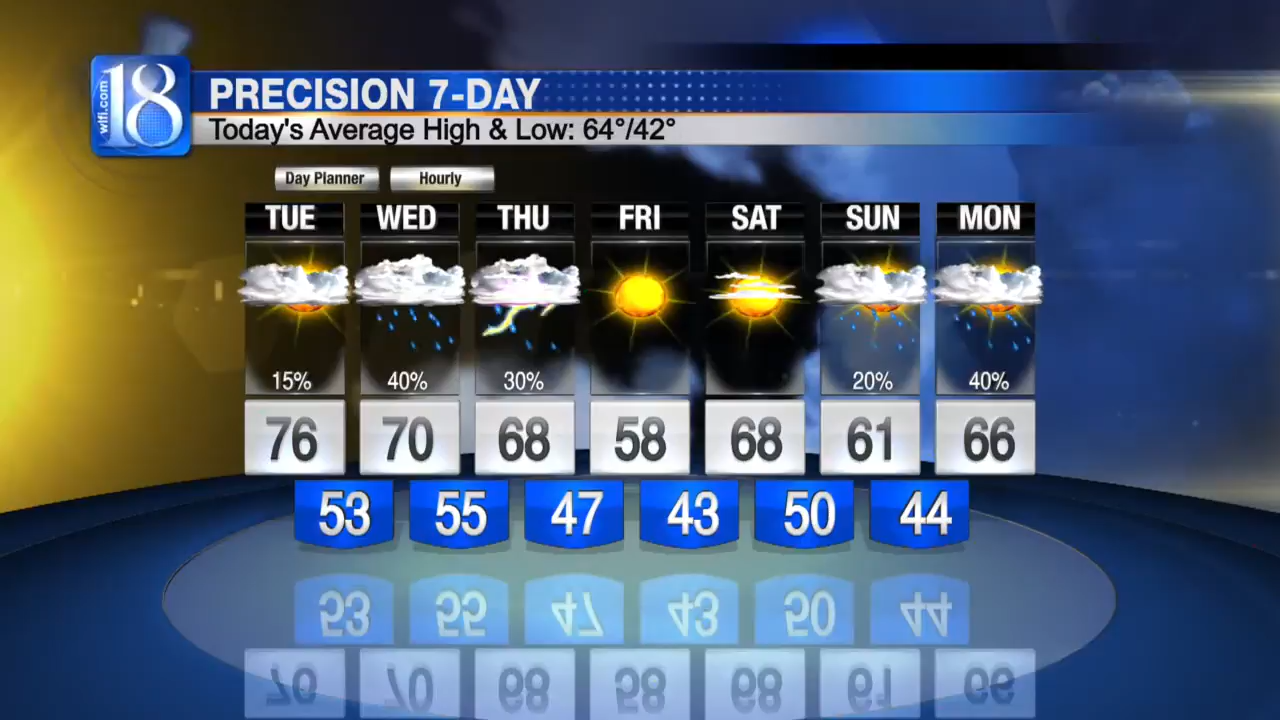 wlfi.com
18
PRECISION 7-DAY
Today's Average High & Low: 64°/42°
Day Planner Hourly
TUE WED THU FRI SAT SUN MON
15% 40% 30% 20% 40%
76 70 68 58 68 61 66
53 55 47 43 50 44